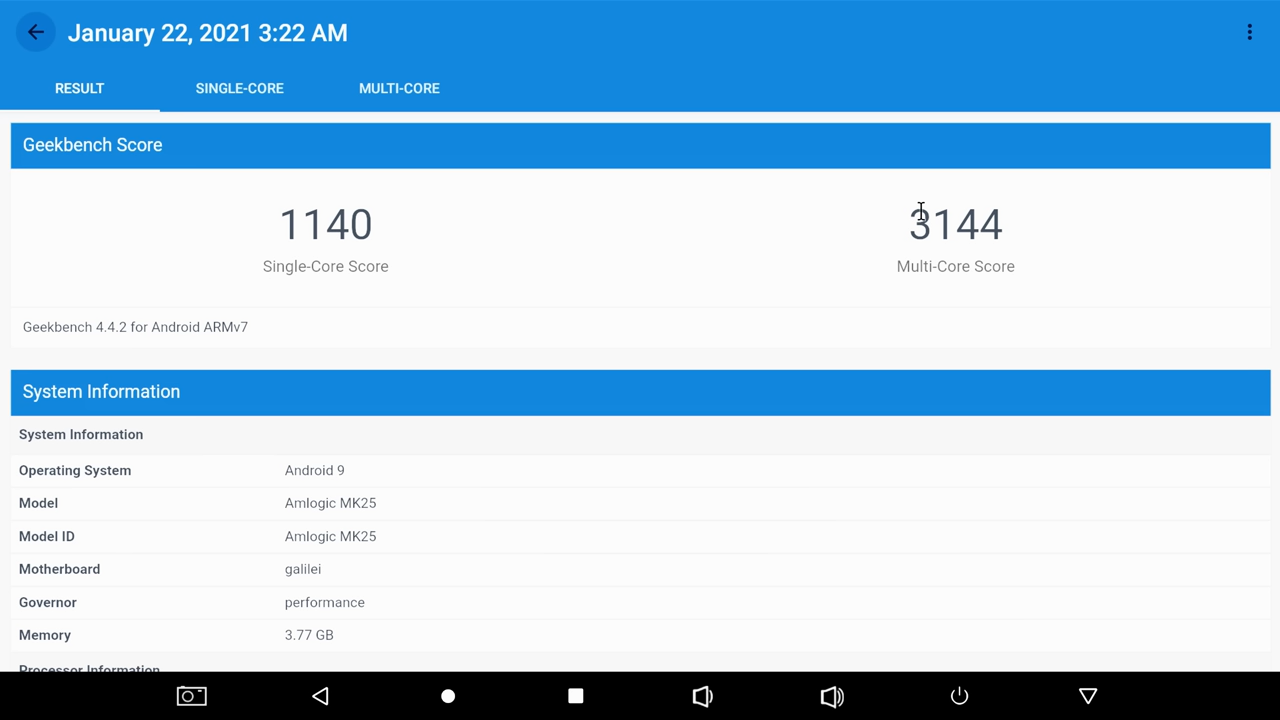 January 22, 2021 3:22 AM
RESULT SINGLE-CORE MULTI-CORE
Geekbench Score
1140 3144
Single-Core Score Multi-Core Score
Geekbench 4.4.2 for Android ARMv7
System Information
System Information
Operating System Android 9
Model Amlogic MK25
Model ID Amlogic MK25
Motherboard galilei
Governor performance
Memory 3.77 GB
Processor Information